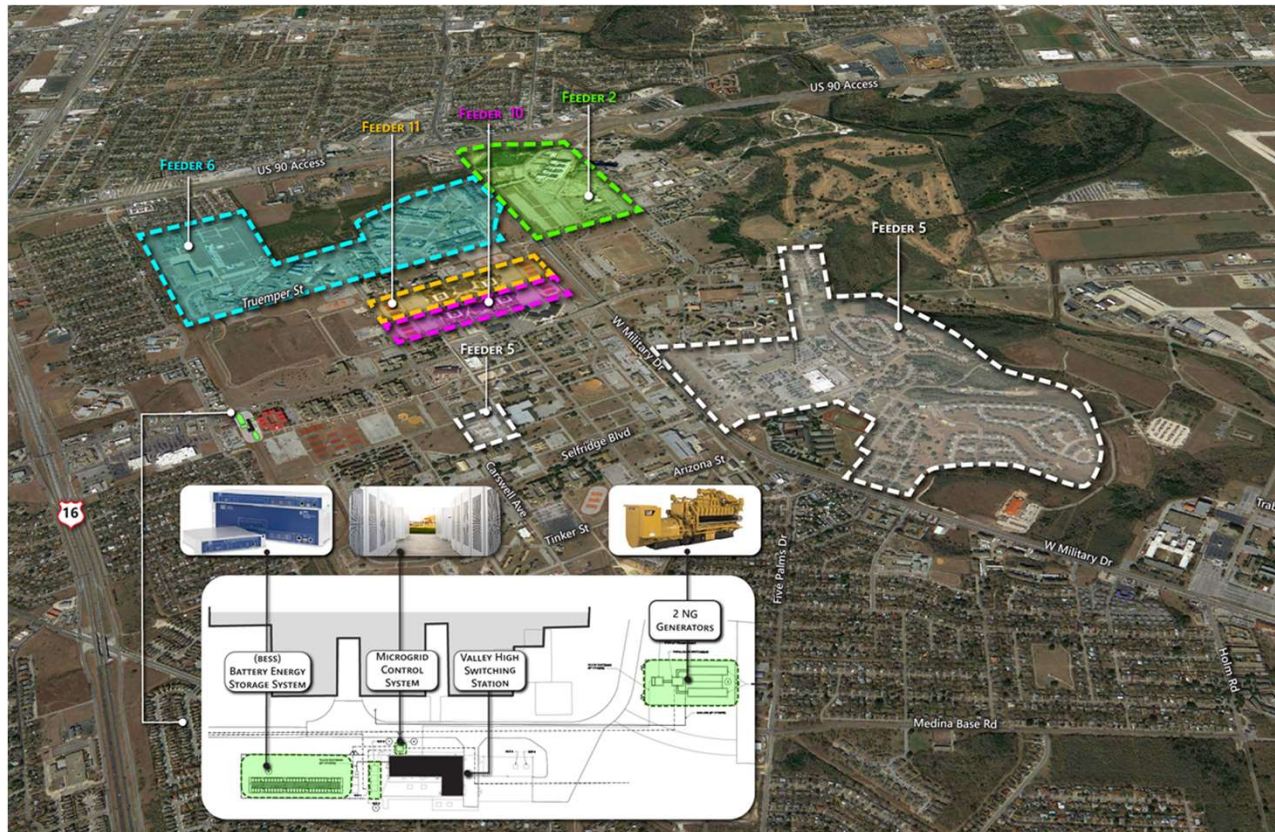 US 90 Access
FEEDER 2
FEEDER 10
FEEDER 11
FEEDER 6
US 90 Access
FEEDER 5
Truemper St
W Military Dr
FEEDER 5
Selfridge Blvd
Arizona St
Carswell Ave
Tinker St
16
Five Palms Dr
W Military Dr
Holm Rd
2 NG
GENERATORS
(BESS)
BATTERY ENERGY
STORAGE SYSTEM
MICROGRID
CONTROL
SYSTEM
VALLEY HIGH
SWITCHING
STATION
Medina Base Rd